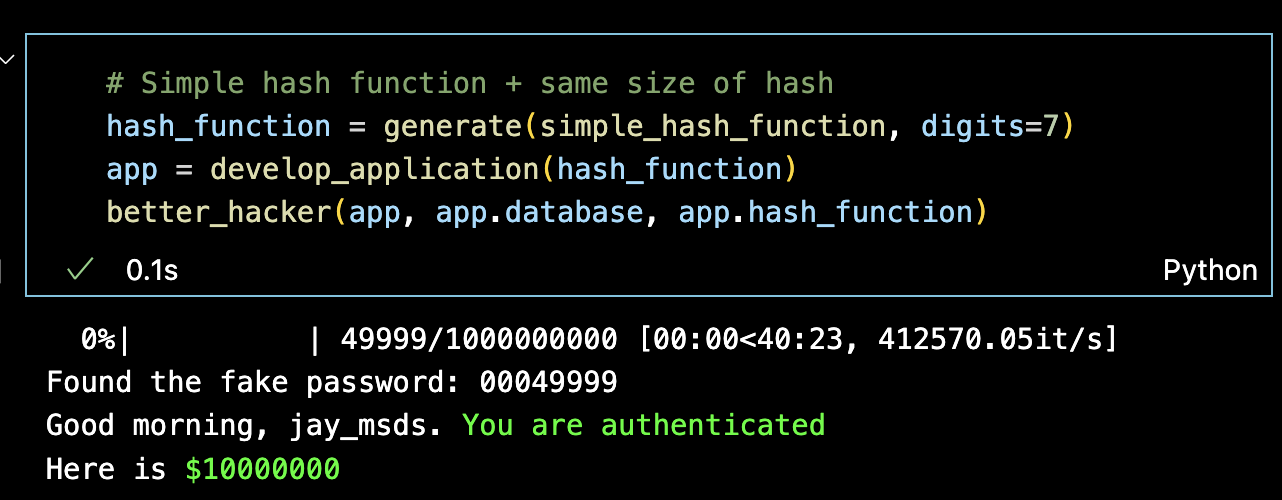 # Simple hash function + same size of hash
hash_function = generate(simple_hash_function, digits=7)
app = develop_application(hash_function)
better_hacker(app, app.database, app.hash_function)
0.1s
Python
0%| | 49999/1000000000 [00:00<40:23, 412570.05it/s]
Found the fake password: 00049999
Good morning, jay_msds. You are authenticated
Here is $10000000